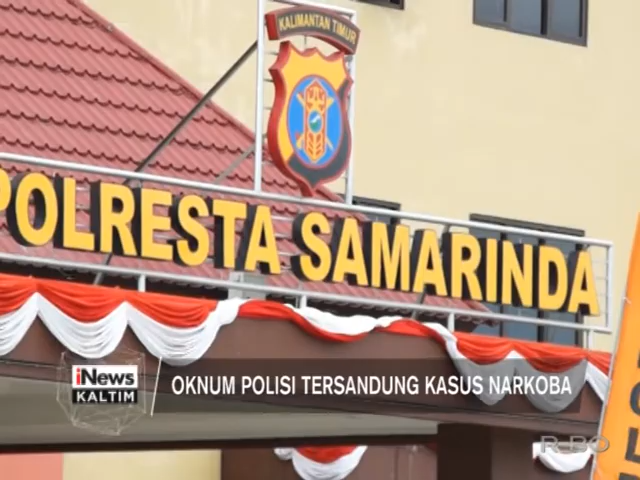 KALIMANTAN TIMUR
POLRESTA SAMARINDA
iNews
KALTIM
OKNUM POLISI TERSANDUNG KASUS NARKOBA